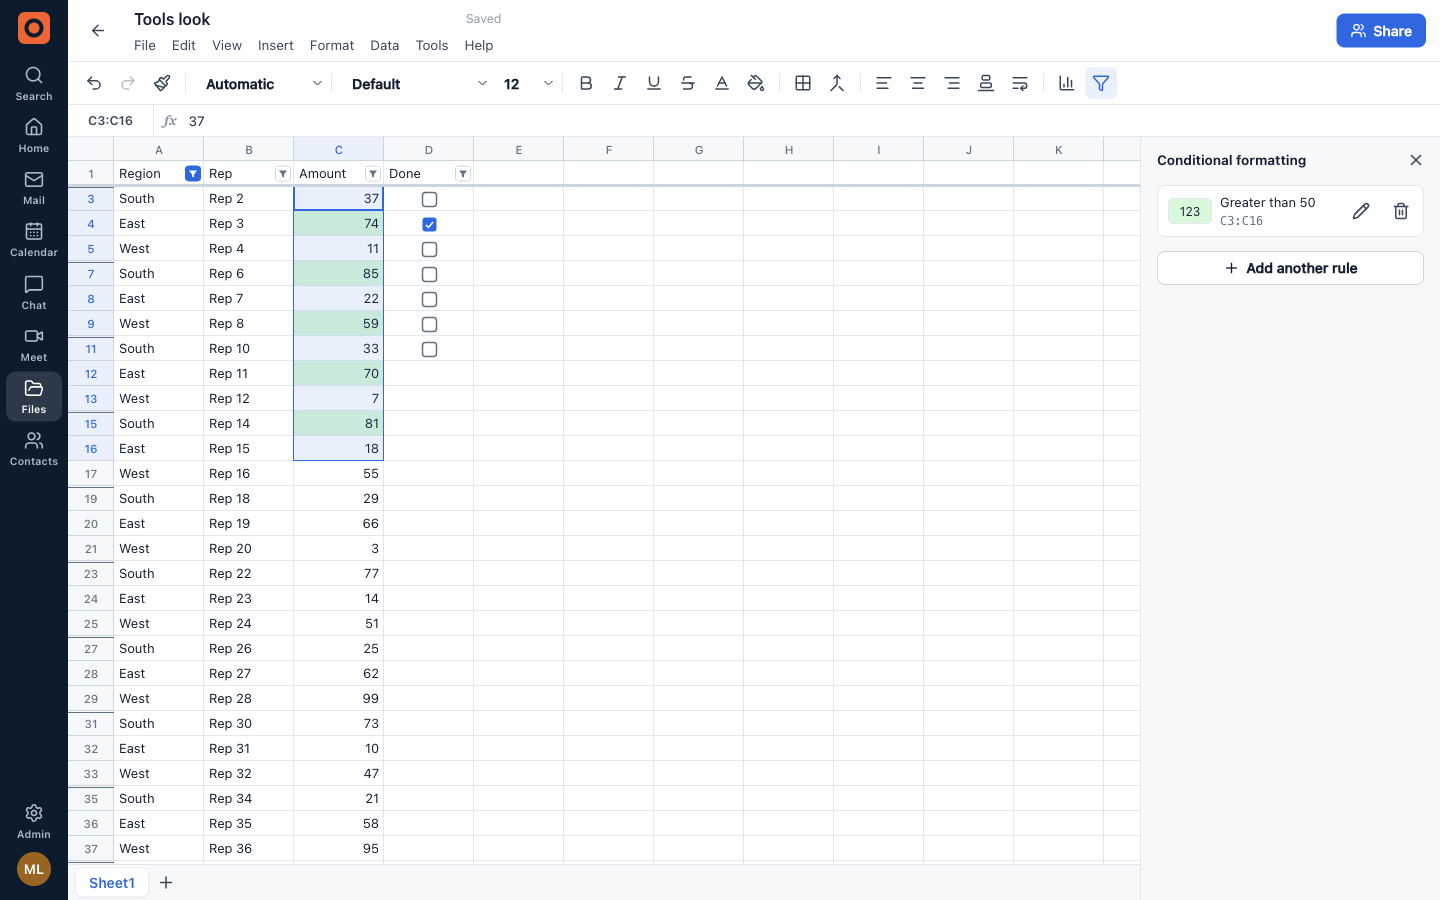 Tools look
Saved
File Edit View Insert Format Data Tools Help
Share
Automatic Default 12
C3:C16 fx 37
Search
Home
Mail
Calendar
Chat
Meet
Files
Contacts
Admin
ML
A B C D E F G H I J K
1 Region Rep Amount Done
3 South Rep 2 37
4 East Rep 3 74
5 West Rep 4 11
7 South Rep 6 85
8 East Rep 7 22
9 West Rep 8 59
11 South Rep 10 33
12 East Rep 11 70
13 West Rep 12 7
15 South Rep 14 81
16 East Rep 15 18
17 West Rep 16 55
19 South Rep 18 29
20 East Rep 19 66
21 West Rep 20 3
23 South Rep 22 77
24 East Rep 23 14
25 West Rep 24 51
27 South Rep 26 25
28 East Rep 27 62
29 West Rep 28 99
31 South Rep 30 73
32 East Rep 31 10
33 West Rep 32 47
35 South Rep 34 21
36 East Rep 35 58
37 West Rep 36 95
Sheet1
Conditional formatting
123 Greater than 50
C3:C16
Add another rule